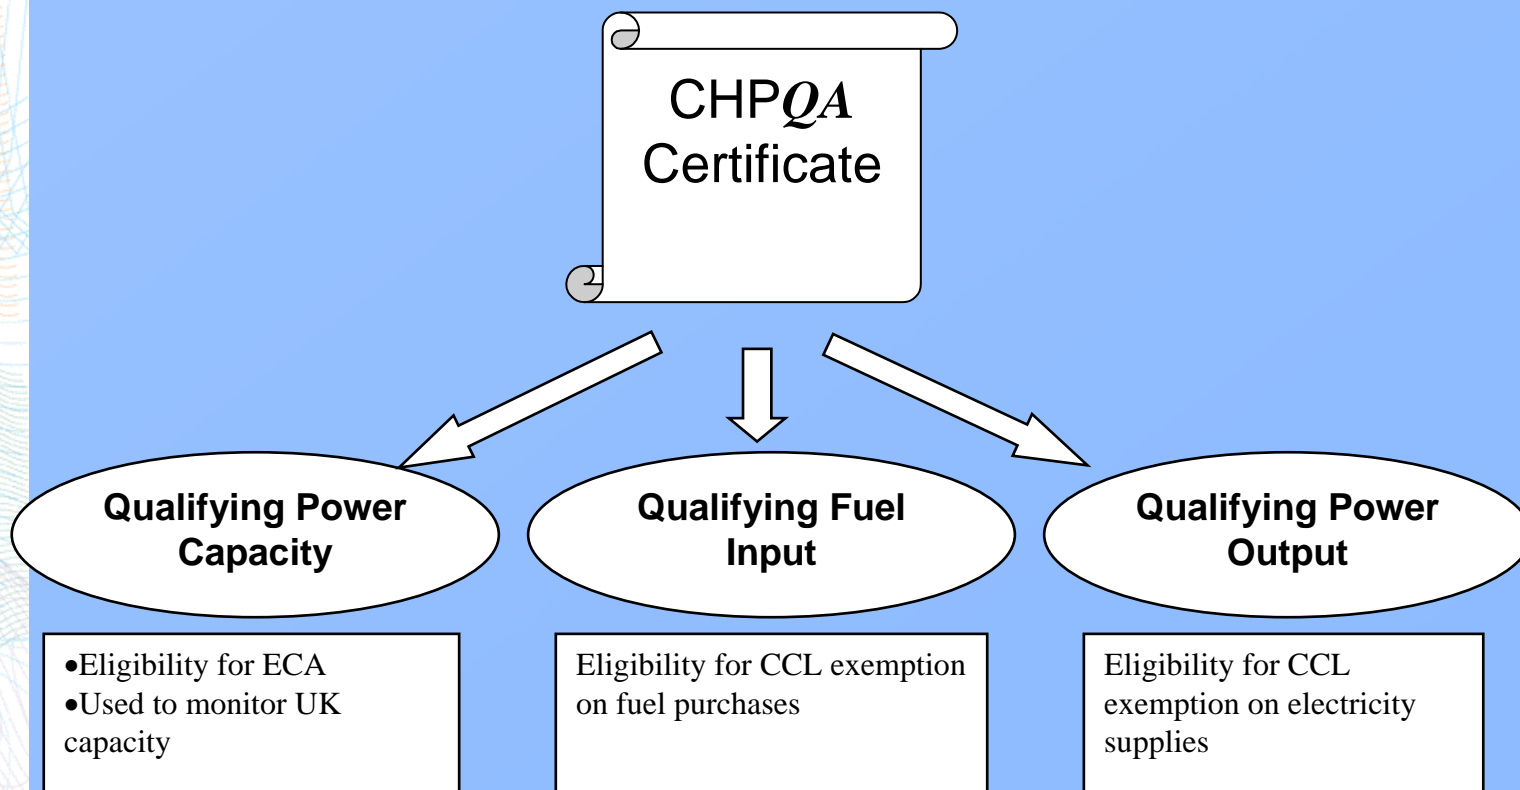 CHPQA
Certificate
Qualifying Power
Capacity
Qualifying Fuel
Input
Qualifying Power
Output
•Eligibility for ECA
•Used to monitor UK
capacity
Eligibility for CCL exemption
on fuel purchases
Eligibility for CCL
exemption on electricity
supplies